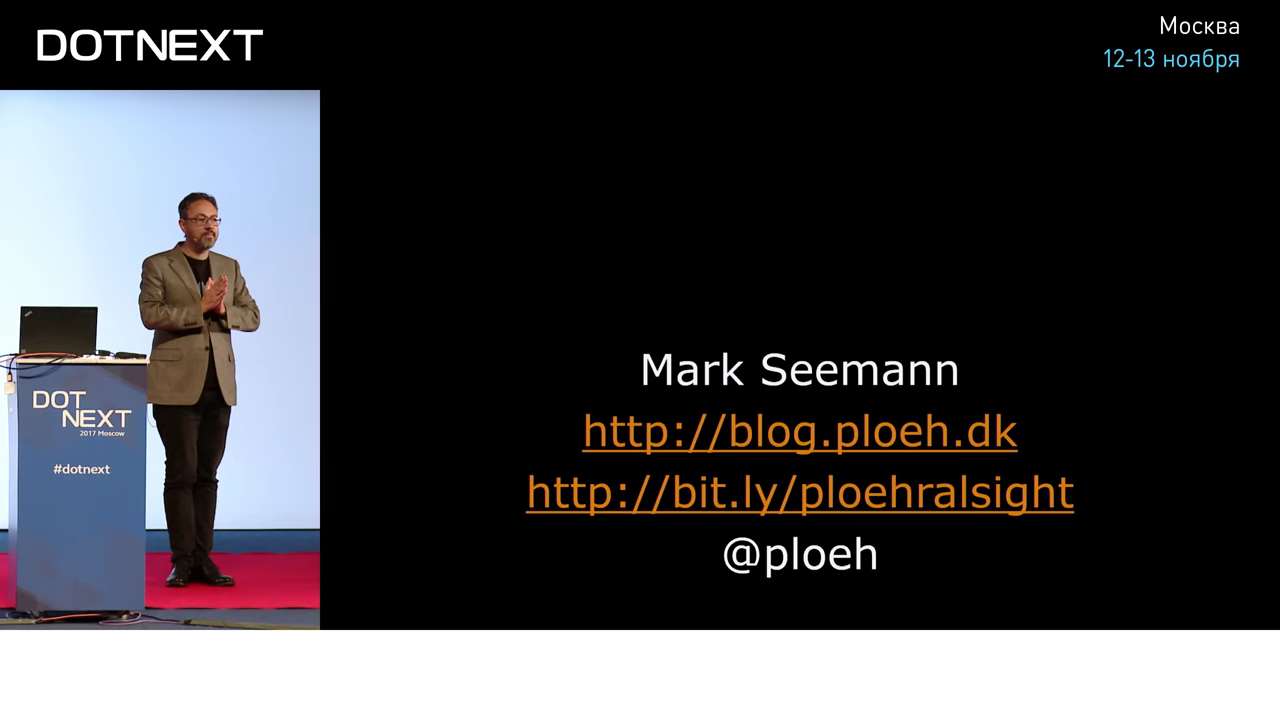 DOTNEXT
Москва
12-13 ноября
DOT
NEXT
2017 Moscow
#dotnext
Mark Seemann
http://blog.ploeh.dk
http://bit.ly/ploehralsight
@ploeh